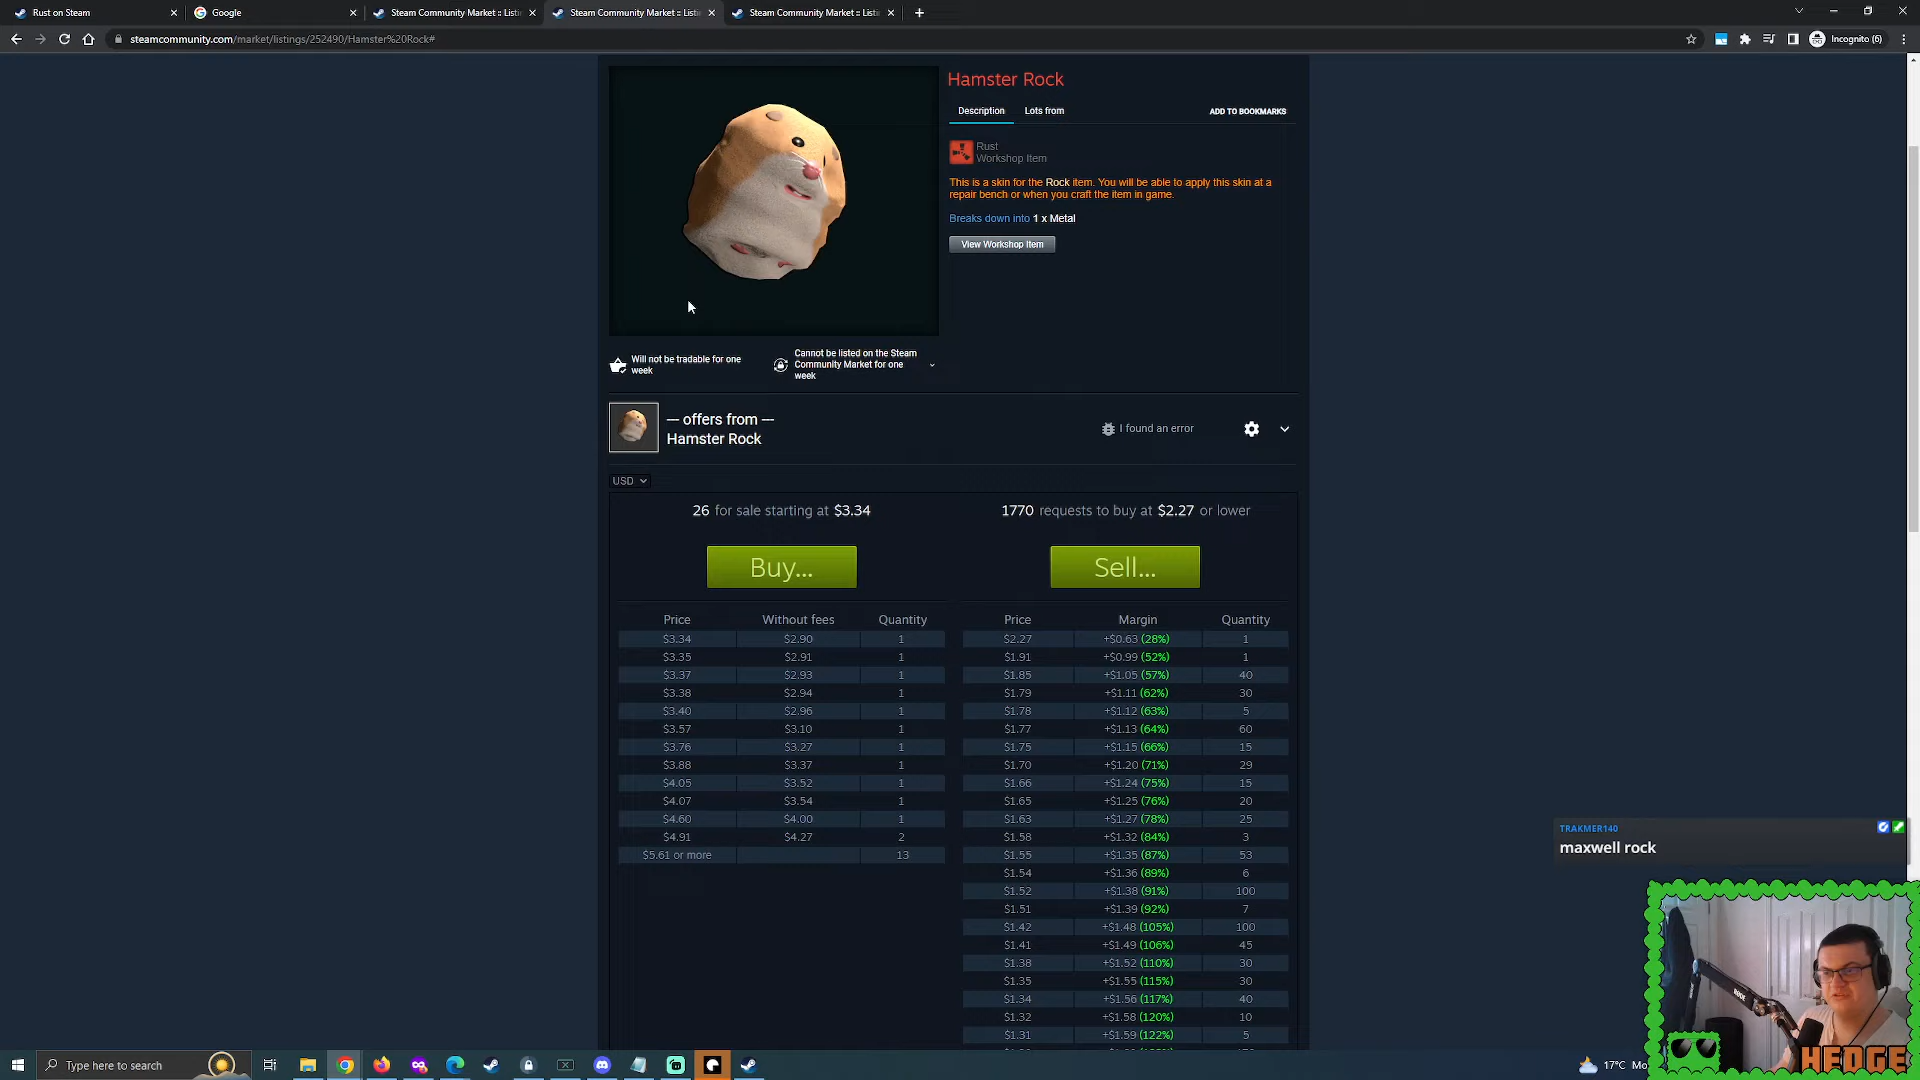 Rust on Steam
Google
Steam Community Market :: Listi
Steam Community Market :: Listi
Steam Community Market :: Listi
steamcommunity.com/market/listings/252490/Hamster%20Rock#
Incognito (6)
Hamster Rock
Description
Lots from
ADD TO BOOKMARKS
Rust
Workshop Item
This is a skin for the Rock item. You will be able to apply this skin at a
repair bench or when you craft the item in game.
Breaks down into 1 x Metal
View Workshop Item
Will not be tradable for one
week
Cannot be listed on the Steam
Community Market for one
week
--- offers from ---
Hamster Rock
I found an error
USD
26 for sale starting at $3.34
1770 requests to buy at $2.27 or lower
Buy...
Sell...
Price Without fees Quantity
$3.34 $2.90 1
$3.35 $2.91 1
$3.37 $2.93 1
$3.38 $2.94 1
$3.40 $2.96 1
$3.57 $3.10 1
$3.76 $3.27 1
$3.88 $3.37 1
$4.05 $3.52 1
$4.07 $3.54 1
$4.60 $4.00 1
$4.91 $4.27 2
$5.61 or more 13
Price Margin Quantity
$2.27 +$0.63 (28%) 1
$1.91 +$0.99 (52%) 1
$1.85 +$1.05 (57%) 40
$1.79 +$1.11 (62%) 30
$1.78 +$1.12 (63%) 5
$1.77 +$1.13 (64%) 60
$1.75 +$1.15 (66%) 15
$1.70 +$1.20 (71%) 29
$1.66 +$1.24 (75%) 15
$1.65 +$1.25 (76%) 20
$1.63 +$1.27 (78%) 25
$1.58 +$1.32 (84%) 3
$1.55 +$1.35 (87%) 53
$1.54 +$1.36 (89%) 6
$1.52 +$1.38 (91%) 100
$1.51 +$1.39 (92%) 7
$1.42 +$1.48 (105%) 100
$1.41 +$1.49 (106%) 45
$1.38 +$1.52 (110%) 30
$1.35 +$1.55 (115%) 30
$1.34 +$1.56 (117%) 40
$1.32 +$1.58 (120%) 10
$1.31 +$1.59 (122%) 5
TRAKMER140
maxwell rock
RODE
HEDGE
Type here to search
17°C Mo